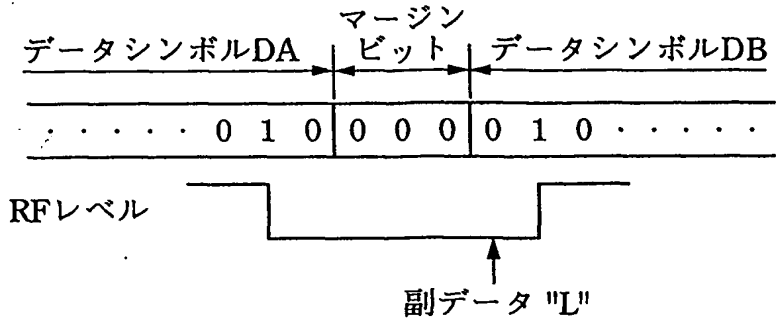 マージン
データシンボルDA ビット データシンボルDB
・・・・・0 1 0 0 0 0 0 1 0・・・・・
RFレベル
副データ "L"